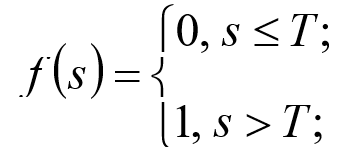 f(s) = {0, s ≤ T;
1, s > T;